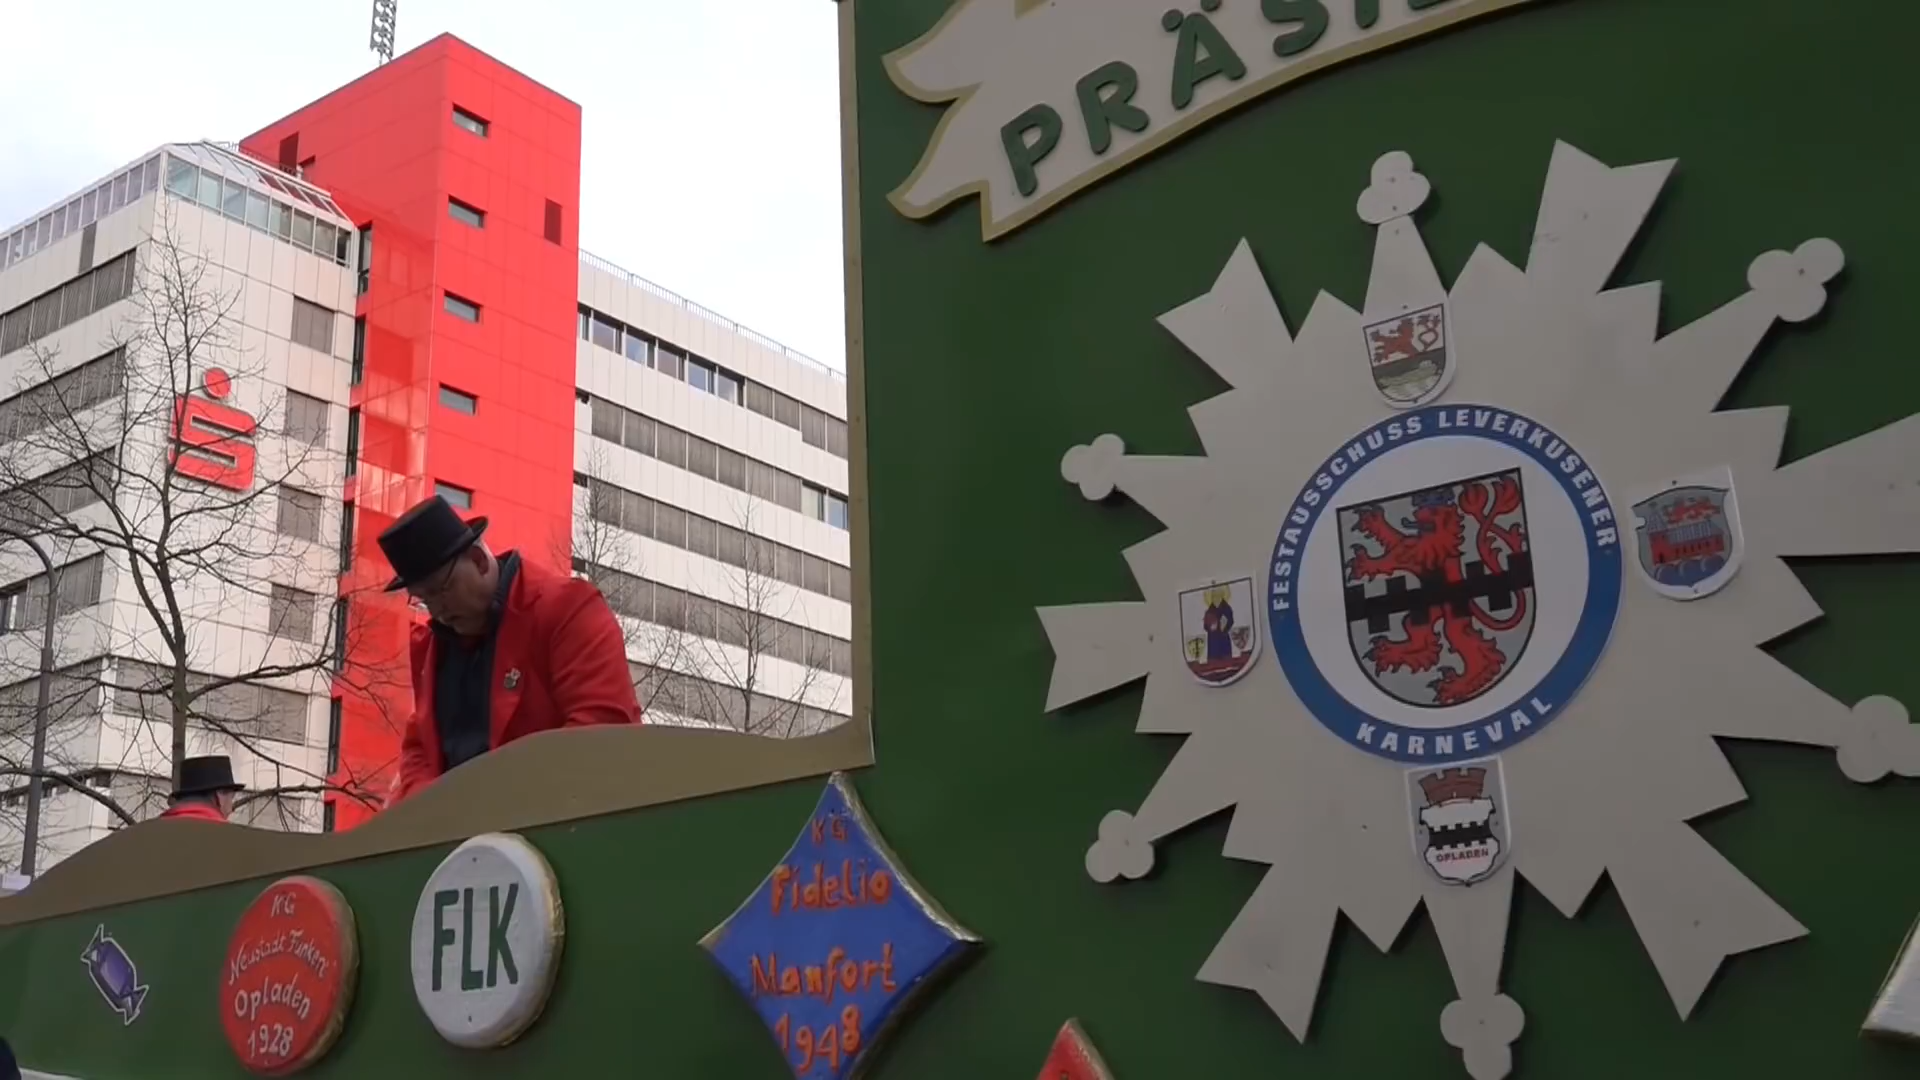 PRÄSI
FESTAUSSCHUSS LEVERKUSENER
KARNEVAL
OPLADEN
KG
Fidelio
Manfort
1948
FLK
KG
Neustadt Funken
Opladen
1928